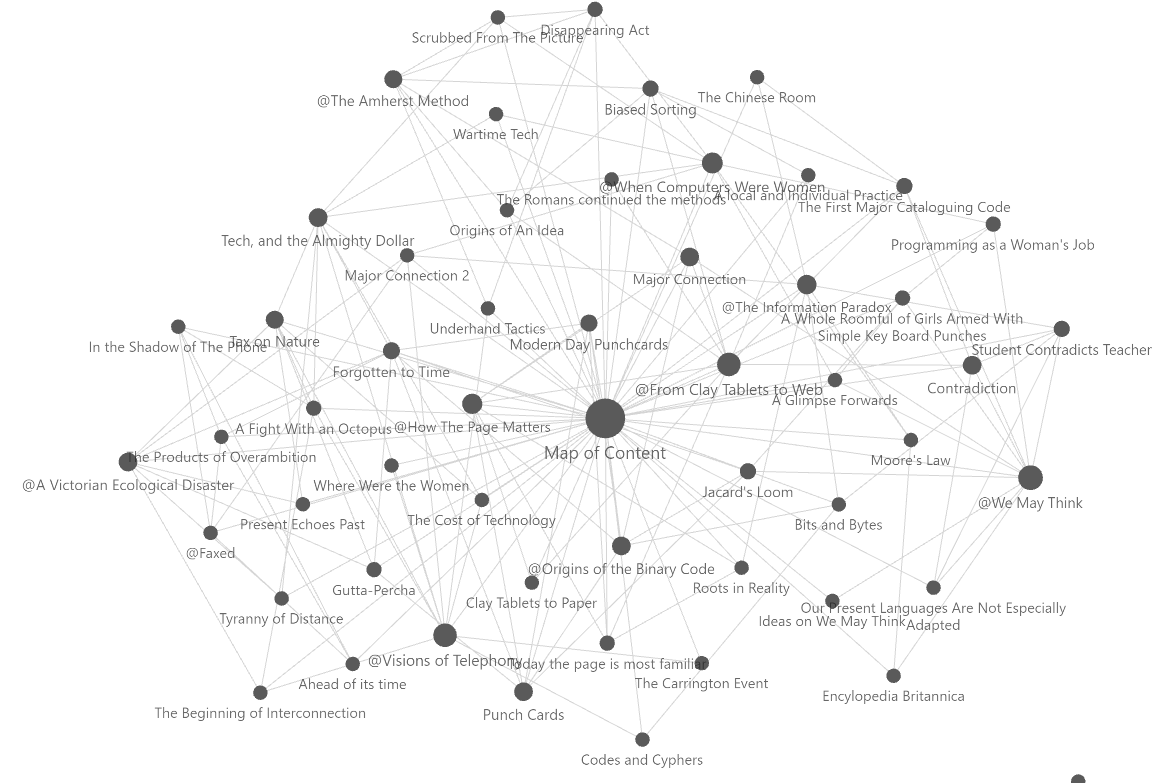 Disappearing Act
Scrubbed From The Picture
The Chinese Room
@The Amherst Method
Biased Sorting
Wartime Tech
@When Computers Were Women
A local and Individual Practice
The Romans continued the methods
The First Major Cataloguing Code
Origins of An Idea
Tech, and the Almighty Dollar
Programming as a Woman's Job
Major Connection 2
Major Connection
@The Information Paradox
A Whole Roomful of Girls Armed With
Simple Key Board Punches
Underhand Tactics
Tax on Nature
Modern Day Punchcards
In the Shadow of The Phone
Student Contradicts Teacher
Forgotten to Time
@From Clay Tablets to Web
Contradiction
A Glimpse Forwards
A Fight With an Octopus
@How The Page Matters
Map of Content
The Products of Overambition
Moore's Law
@A Victorian Ecological Disaster
Where Were the Women
Jacard's Loom
@We May Think
Present Echoes Past
The Cost of Technology
Bits and Bytes
@Faxed
@Origins of the Binary Code
Gutta-Percha
Roots in Reality
Clay Tablets to Paper
Our Present Languages Are Not Especially
Adapted
Ideas on We May Think
Tyranny of Distance
@Visions of Telephony
Today the page is most familiar
Ahead of its time
The Carrington Event
Encylopedia Britannica
The Beginning of Interconnection
Punch Cards
Codes and Cyphers